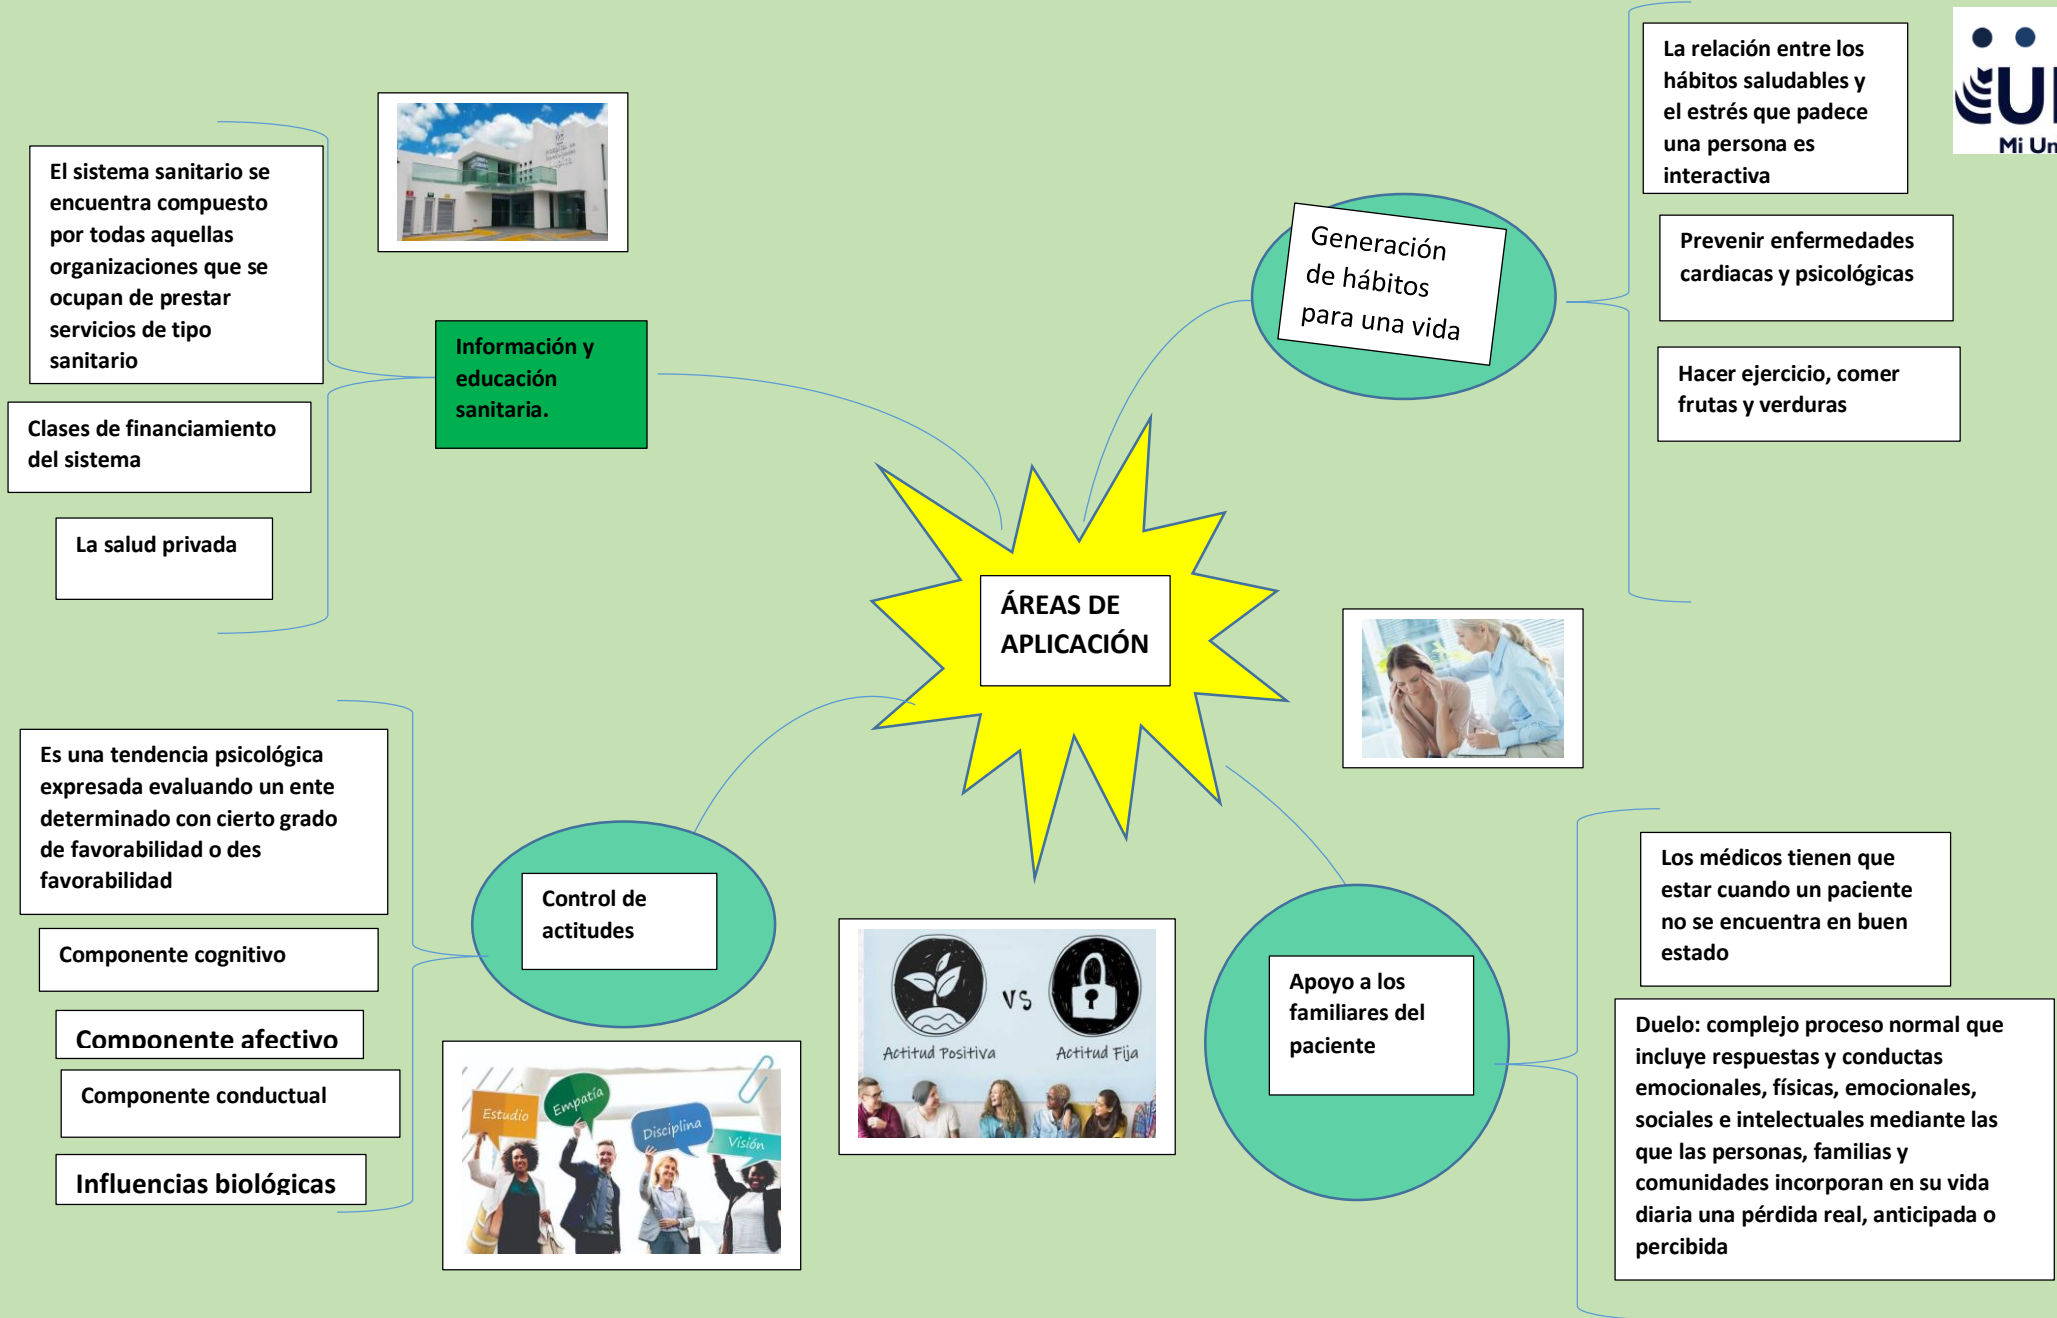 El sistema sanitario se
encuentra compuesto
por todas aquellas
organizaciones que se
ocupan de prestar
servicios de tipo
sanitario
Clases de financiamiento
del sistema
La salud privada
Información y
educación
sanitaria.
Generación
de hábitos
para una vida
La relación entre los
hábitos saludables y
el estrés que padece
una persona es
interactiva
Prevenir enfermedades
cardiacas y psicológicas
Hacer ejercicio, comer
frutas y verduras
Mi Un
ÁREAS DE
APLICACIÓN
Es una tendencia psicológica
expresada evaluando un ente
determinado con cierto grado
de favorabilidad o des
favorabilidad
Componente cognitivo
Componente afectivo
Componente conductual
Influencias biológicas
Control de
actitudes
Estudio
Empatía
Disciplina
Visión
VS
Actitud Positiva
Actitud Fija
Apoyo a los
familiares del
paciente
Los médicos tienen que
estar cuando un paciente
no se encuentra en buen
estado
Duelo: complejo proceso normal que
incluye respuestas y conductas
emocionales, físicas, emocionales,
sociales e intelectuales mediante las
que las personas, familias y
comunidades incorporan en su vida
diaria una pérdida real, anticipada o
percibida